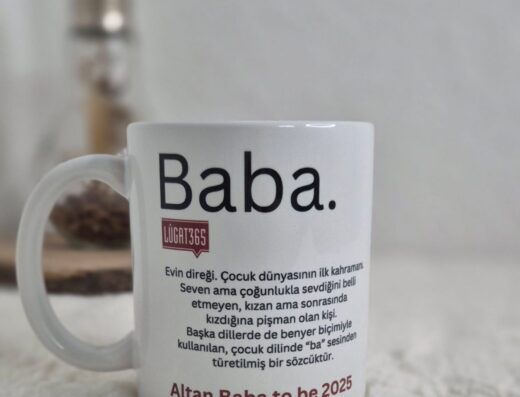 Baba.
LÜGAT365
Evin direği. Çocuk dünyasının ilk kahramanı.
Seven ama çoğunlukla sevdiğini belli
etmeyen, kızan ama sonrasında
kızdığına pişman olan kişi.
Başka dillerde de benyer biçimiyle
kullanılan, çocuk dilinde "ba" sesinden
türetilmiş bir sözcüktür.
Altan Baba to be 2025